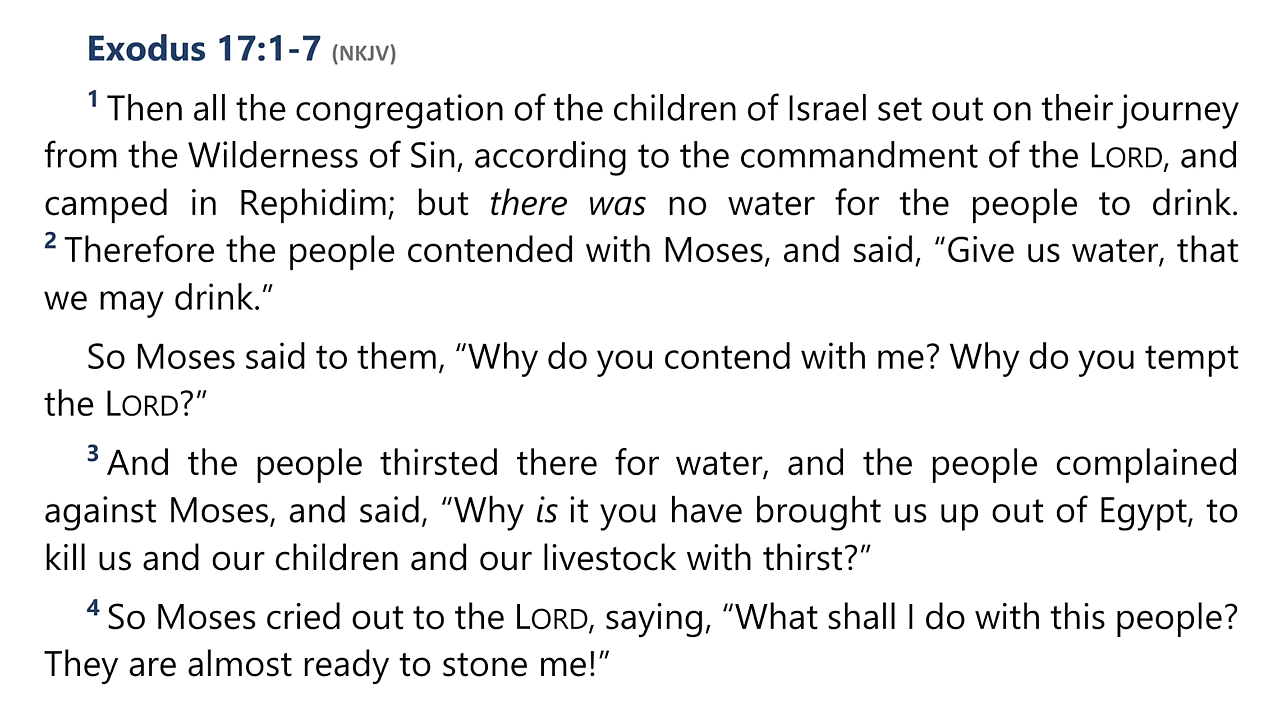 Exodus 17:1-7 (NKJV)
1 Then all the congregation of the children of Israel set out on their journey
from the Wilderness of Sin, according to the commandment of the LORD, and
camped in Rephidim; but there was no water for the people to drink.
2 Therefore the people contended with Moses, and said, “Give us water, that
we may drink.”
So Moses said to them, “Why do you contend with me? Why do you tempt
the LORD?”
3 And the people thirsted there for water, and the people complained
against Moses, and said, “Why is it you have brought us up out of Egypt, to
kill us and our children and our livestock with thirst?”
4 So Moses cried out to the LORD, saying, “What shall I do with this people?
They are almost ready to stone me!”